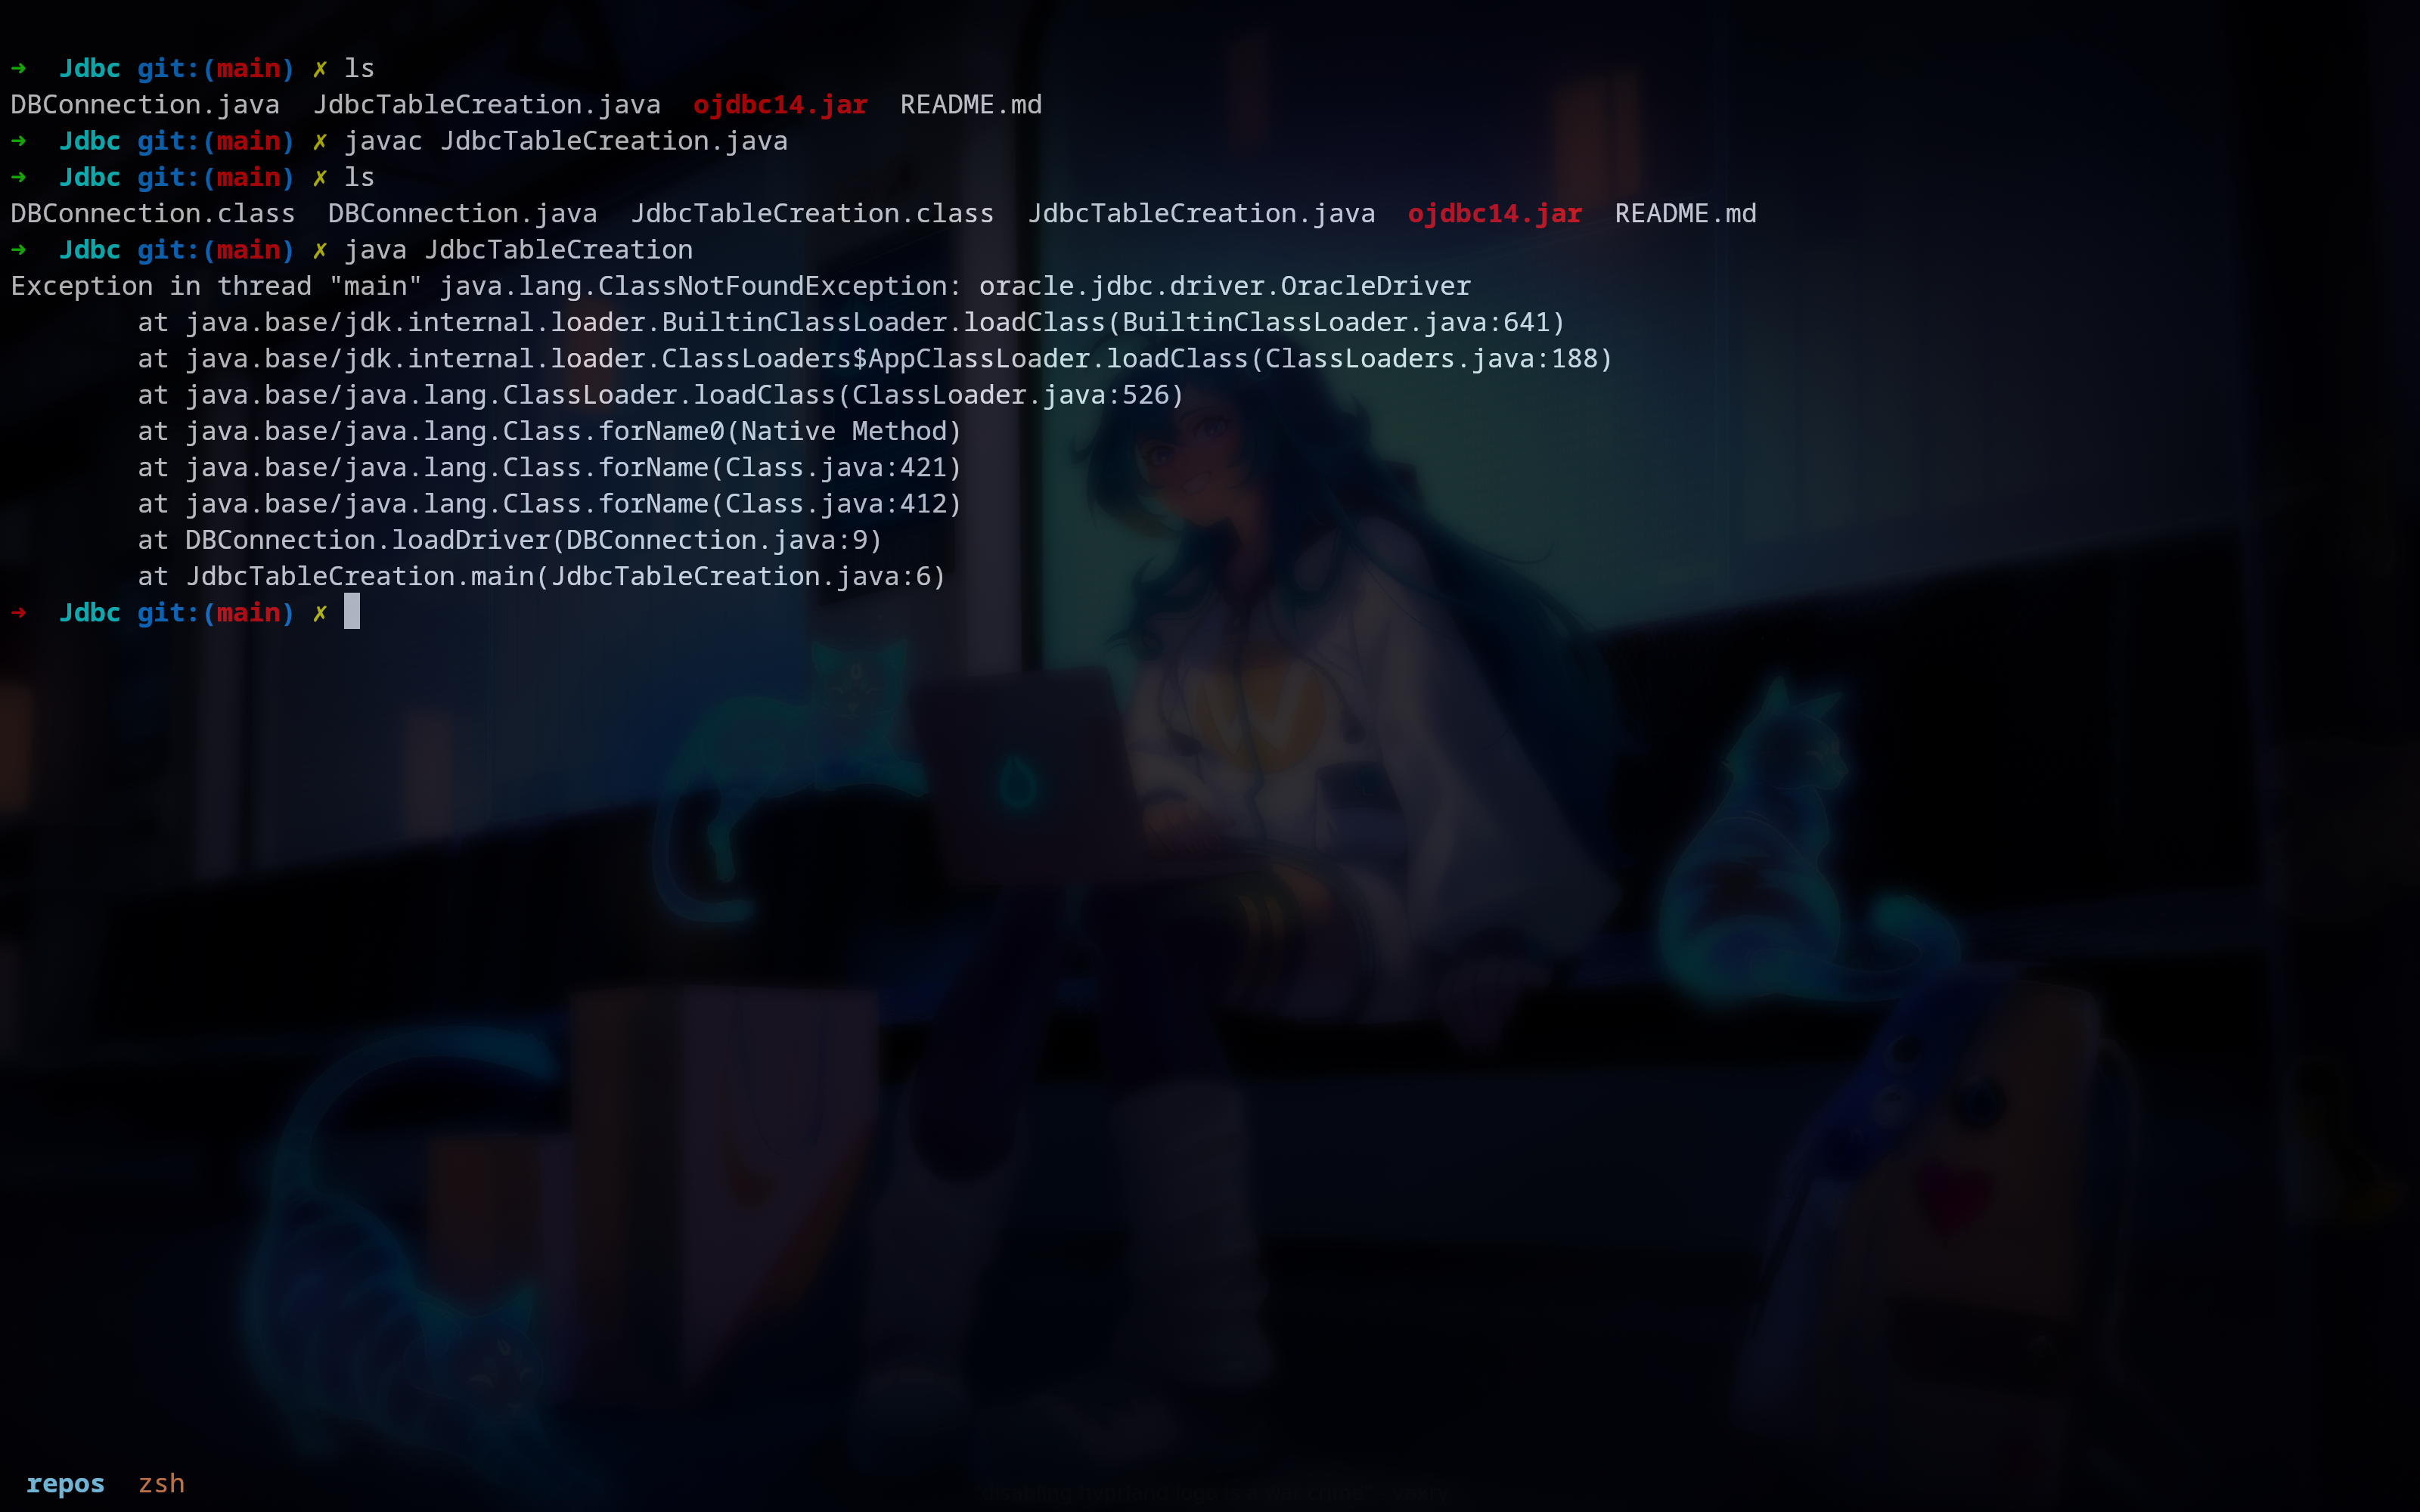 ➜  Jdbc git:(main) ✗ ls
DBConnection.java  JdbcTableCreation.java  ojdbc14.jar  README.md
➜  Jdbc git:(main) ✗ javac JdbcTableCreation.java
➜  Jdbc git:(main) ✗ ls
DBConnection.class  DBConnection.java  JdbcTableCreation.class  JdbcTableCreation.java  ojdbc14.jar  README.md
➜  Jdbc git:(main) ✗ java JdbcTableCreation
Exception in thread "main" java.lang.ClassNotFoundException: oracle.jdbc.driver.OracleDriver
        at java.base/jdk.internal.loader.BuiltinClassLoader.loadClass(BuiltinClassLoader.java:641)
        at java.base/jdk.internal.loader.ClassLoaders$AppClassLoader.loadClass(ClassLoaders.java:188)
        at java.base/java.lang.ClassLoader.loadClass(ClassLoader.java:526)
        at java.base/java.lang.Class.forName0(Native Method)
        at java.base/java.lang.Class.forName(Class.java:421)
        at java.base/java.lang.Class.forName(Class.java:412)
        at DBConnection.loadDriver(DBConnection.java:9)
        at JdbcTableCreation.main(JdbcTableCreation.java:6)
➜  Jdbc git:(main) ✗
W
repos  zsh